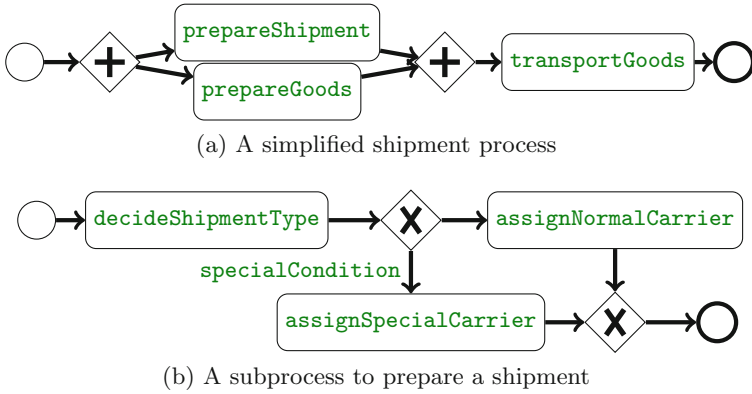 prepareShipment
prepareGoods
transportGoods
(a) A simplified shipment process
decideShipmentType
assignNormalCarrier
specialCondition
assignSpecialCarrier
(b) A subprocess to prepare a shipment